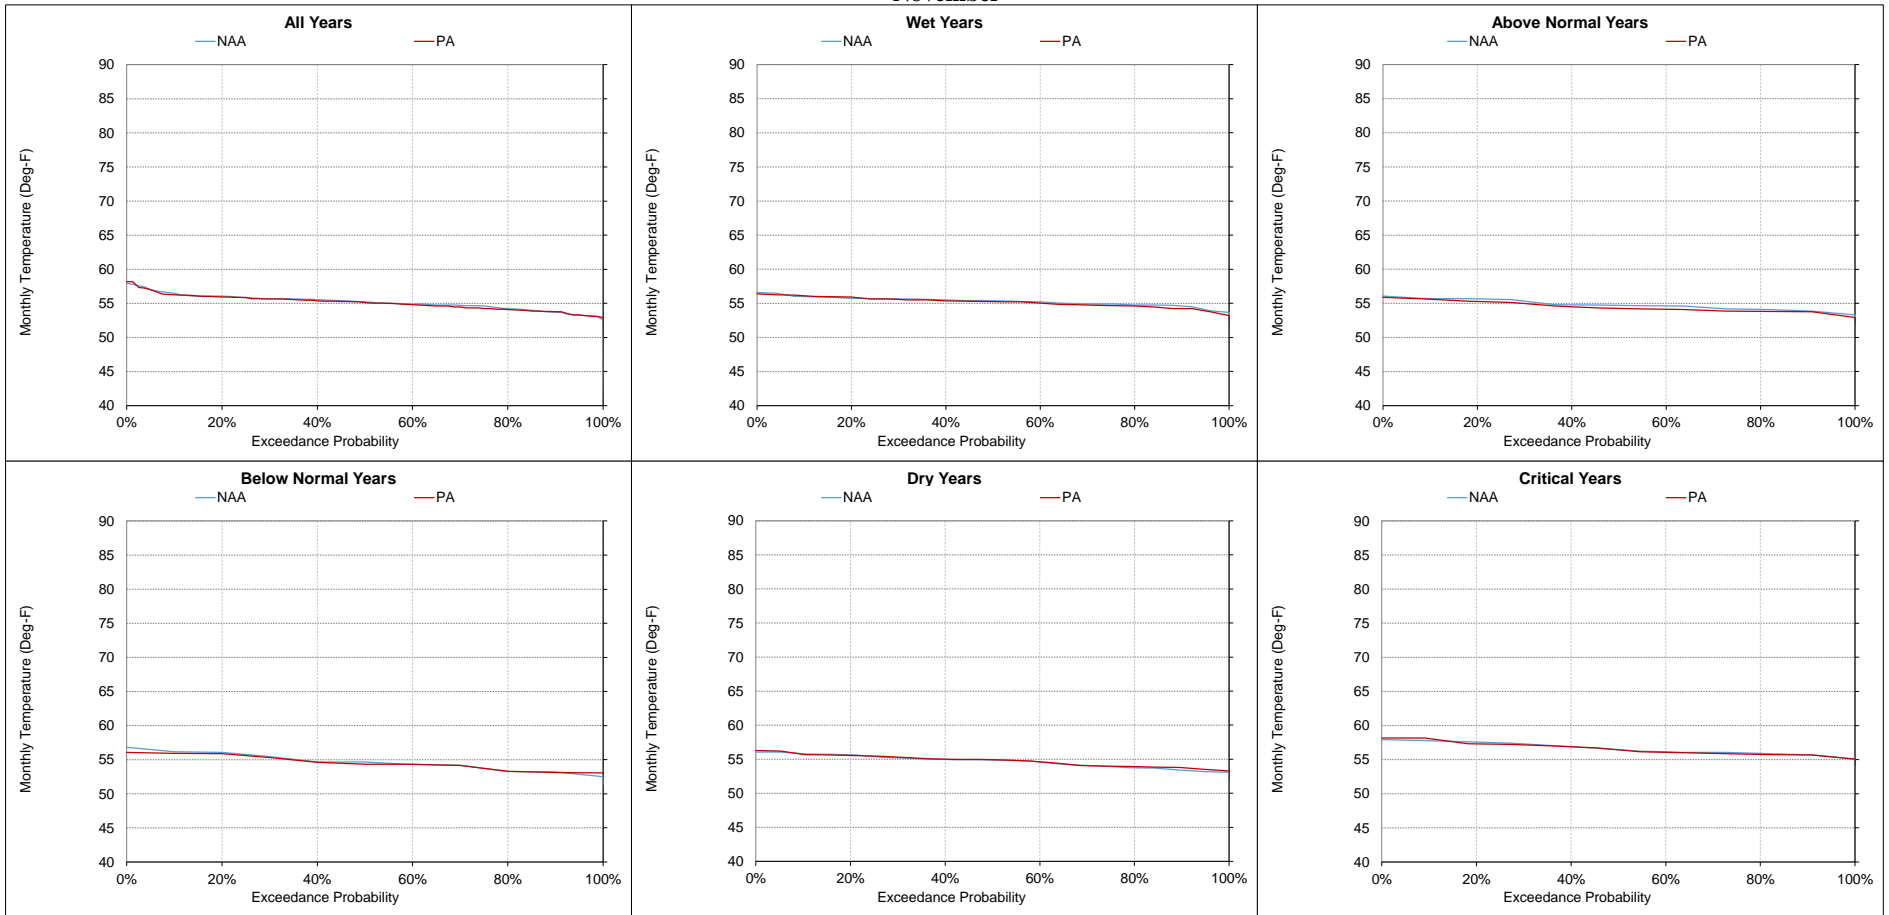 All Years
NAA PA
Monthly Temperature (Deg-F)
90
85
80
75
70
65
60
55
50
45
40
0% 20% 40% 60% 80% 100%
Exceedance Probability
Wet Years
NAA PA
Monthly Temperature (Deg-F)
90
85
80
75
70
65
60
55
50
45
40
0% 20% 40% 60% 80% 100%
Exceedance Probability
Above Normal Years
NAA PA
Monthly Temperature (Deg-F)
90
85
80
75
70
65
60
55
50
45
40
0% 20% 40% 60% 80% 100%
Exceedance Probability
Below Normal Years
NAA PA
Monthly Temperature (Deg-F)
90
85
80
75
70
65
60
55
50
45
40
0% 20% 40% 60% 80% 100%
Exceedance Probability
Dry Years
NAA PA
Monthly Temperature (Deg-F)
90
85
80
75
70
65
60
55
50
45
40
0% 20% 40% 60% 80% 100%
Exceedance Probability
Critical Years
NAA PA
Monthly Temperature (Deg-F)
90
85
80
75
70
65
60
55
50
45
40
0% 20% 40% 60% 80% 100%
Exceedance Probability